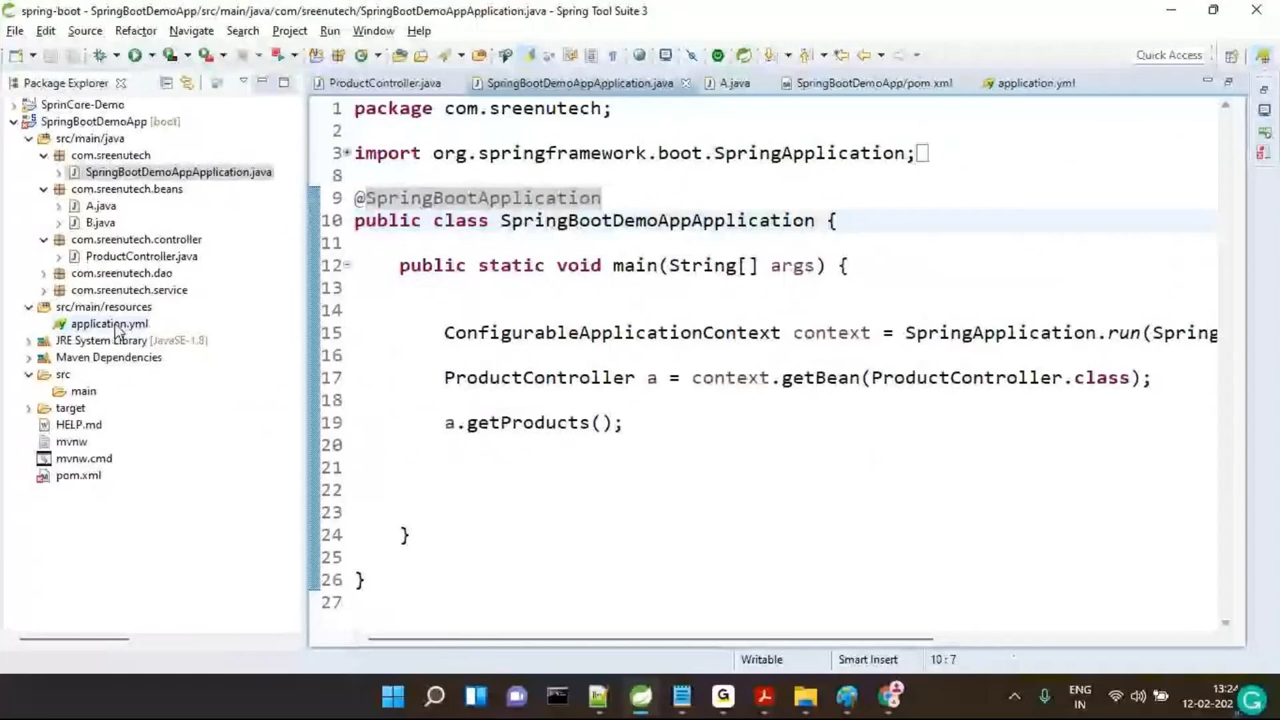 spring-boot - SpringBootDemoApp/src/main/java/com/sreenutech/SpringBootDemoAppApplication.java - Spring Tool Suite 3
File Edit Source Refactor Navigate Search Project Run Window Help
Quick Access
Package Explorer
ProductController.java SpringBootDemoAppApplication.java A.java SpringBootDemoApp/pom.xml application.yml
SprinCore-Demo
SpringBootDemoApp [boot]
src/main/java
com.sreenutech
SpringBootDemoAppApplication.java
com.sreenutech.beans
A.java
B.java
com.sreenutech.controller
ProductController.java
com.sreenutech.dao
com.sreenutech.service
src/main/resources
application.yml
JRE System Library [JavaSE-1.8]
Maven Dependencies
src
main
target
HELP.md
mvnw
mvnw.cmd
pom.xml
1 package com.sreenutech;
2
3 import org.springframework.boot.SpringApplication;
8
9 @SpringBootApplication
10 public class SpringBootDemoAppApplication {
11
12 public static void main(String[] args) {
13
14
15 ConfigurableApplicationContext context = SpringApplication.run(Spring
16
17 ProductController a = context.getBean(ProductController.class);
18
19 a.getProducts();
20
21
22
23
24 }
25
26 }
27
Writable Smart Insert 10:7
ENG
IN
13:24
12-02-202